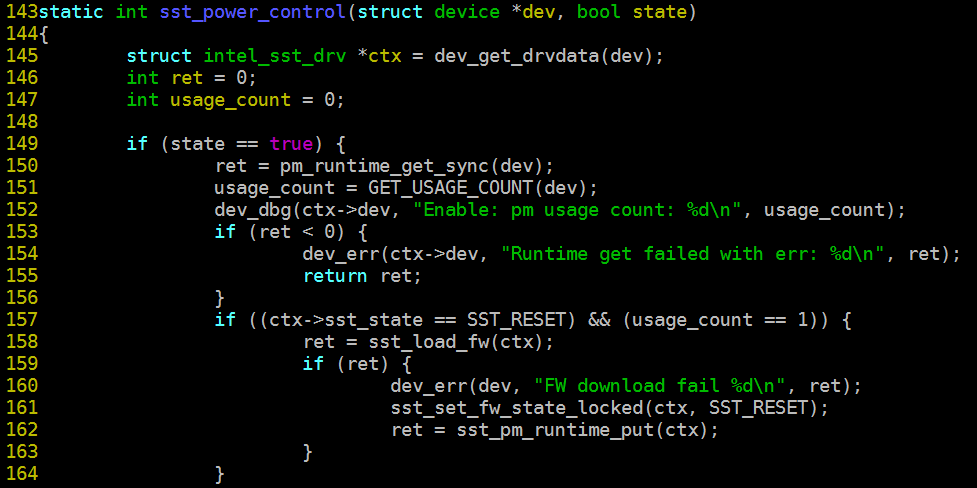 143static int sst_power_control(struct device *dev, bool state)
144{
145        struct intel_sst_drv *ctx = dev_get_drvdata(dev);
146        int ret = 0;
147        int usage_count = 0;
148
149        if (state == true) {
150                ret = pm_runtime_get_sync(dev);
151                usage_count = GET_USAGE_COUNT(dev);
152                dev_dbg(ctx->dev, "Enable: pm usage count: %d\n", usage_count);
153                if (ret < 0) {
154                        dev_err(ctx->dev, "Runtime get failed with err: %d\n", ret);
155                        return ret;
156                }
157                if ((ctx->sst_state == SST_RESET) && (usage_count == 1)) {
158                        ret = sst_load_fw(ctx);
159                        if (ret) {
160                                dev_err(dev, "FW download fail %d\n", ret);
161                                sst_set_fw_state_locked(ctx, SST_RESET);
162                                ret = sst_pm_runtime_put(ctx);
163                        }
164                }